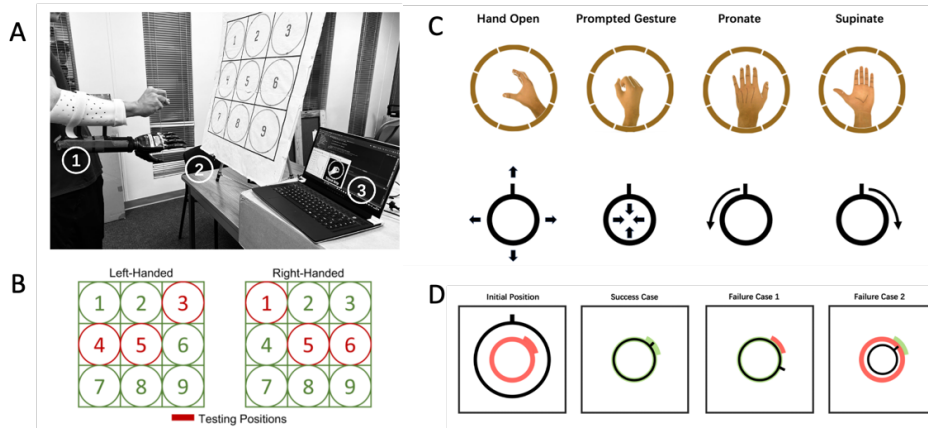 A
1 2 3
4 5 6
7 8 9
1
2
3
B
Left-Handed
1 2 3
4 5 6
7 8 9
Right-Handed
1 2 3
4 5 6
7 8 9
Testing Positions
C
Hand Open
Prompted Gesture
Pronate
Supinate
D
Initial Position
Success Case
Failure Case 1
Failure Case 2